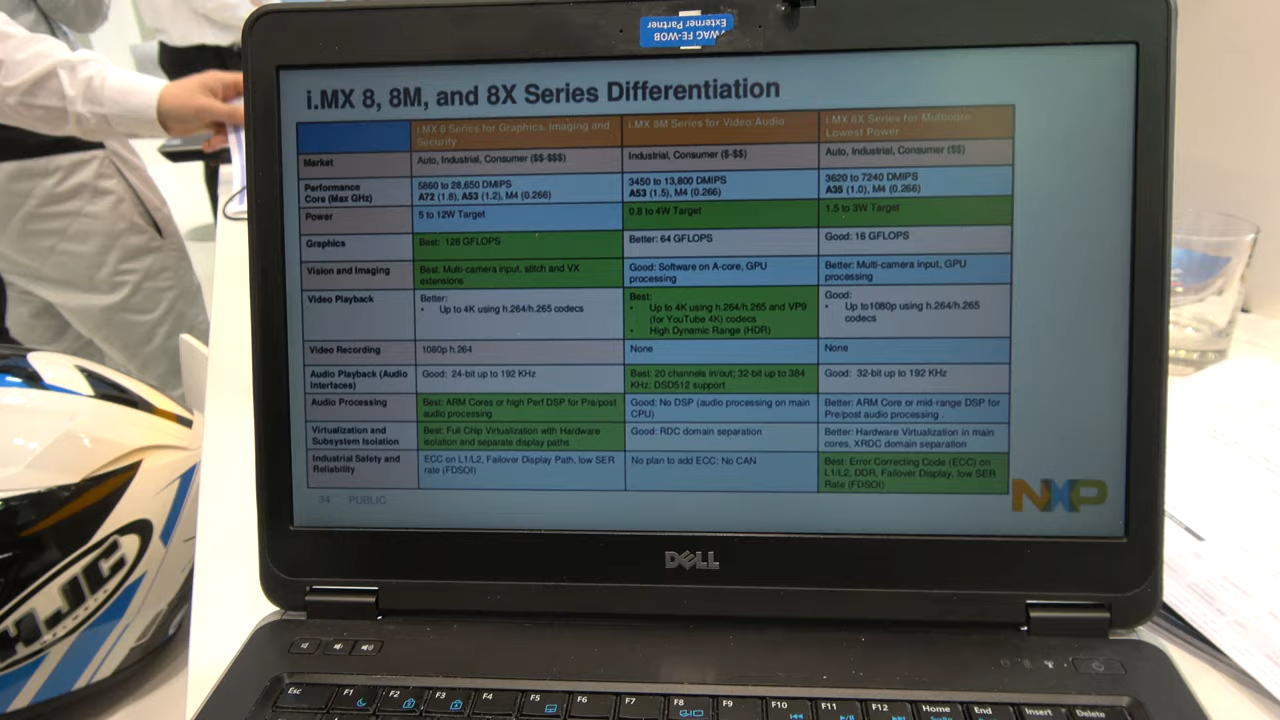 VWAG FE-WOB
Externer Partner
i.MX 8, 8M, and 8X Series Differentiation
i.MX 8 Series for Graphics, Imaging and Security
i.MX 8M Series for Video/Audio
i.MX 8X Series for Multicore Lowest Power
Market
Auto, Industrial, Consumer ($$-$$$)
Industrial, Consumer ($-$$)
Auto, Industrial, Consumer ($$)
Performance
Core (Max GHz)
5860 to 28,650 DMIPS
A72 (1.8), A53 (1.2), M4 (0.266)
3450 to 13,800 DMIPS
A53 (1.5), M4 (0.266)
3620 to 7240 DMIPS
A35 (1.0), M4 (0.266)
Power
5 to 12W Target
0.8 to 4W Target
1.5 to 3W Target
Graphics
Best: 128 GFLOPS
Better: 64 GFLOPS
Good: 16 GFLOPS
Vision and Imaging
Best: Multi-camera input, stitch and VX
extensions
Good: Software on A-core, GPU
processing
Better: Multi-camera input, GPU
processing
Video Playback
Better:
• Up to 4K using h.264/h.265 codecs
Best:
• Up to 4K using h.264/h.265 and VP9
(for YouTube 4K) codecs
• High Dynamic Range (HDR)
Good:
• Up to1080p using h.264/h.265
codecs
Video Recording
1080p h.264
None
None
Audio Playback (Audio
Interfaces)
Good: 24-bit up to 192 KHz
Best: 20 channels in/out; 32-bit up to 384
KHz; DSD512 support
Good: 32-bit up to 192 KHz
Audio Processing
Best: ARM Cores or high Perf DSP for Pre/post
audio processing
Good: No DSP (audio processing on main
CPU)
Better: ARM Core or mid-range DSP for
Pre/post audio processing .
Virtualization and
Subsystem Isolation
Best: Full Chip Virtualization with Hardware
isolation and separate display paths
Good: RDC domain separation
Better: Hardware Virtualization in main
cores, XRDC domain separation
Industrial Safety and
Reliability
ECC on L1/L2, Failover Display Path, low SER
rate (FDSOI)
No plan to add ECC; No CAN
Best: Error Correcting Code (ECC) on
L1/L2, DDR, Failover Display, low SER
Rate (FDSOI)
34 PUBLIC
NXP
DELL
HJC
Esc F1 F2 F3 F4 F5 F6 F7 F8 F9 F10 F11 F12 Home End Insert Delete